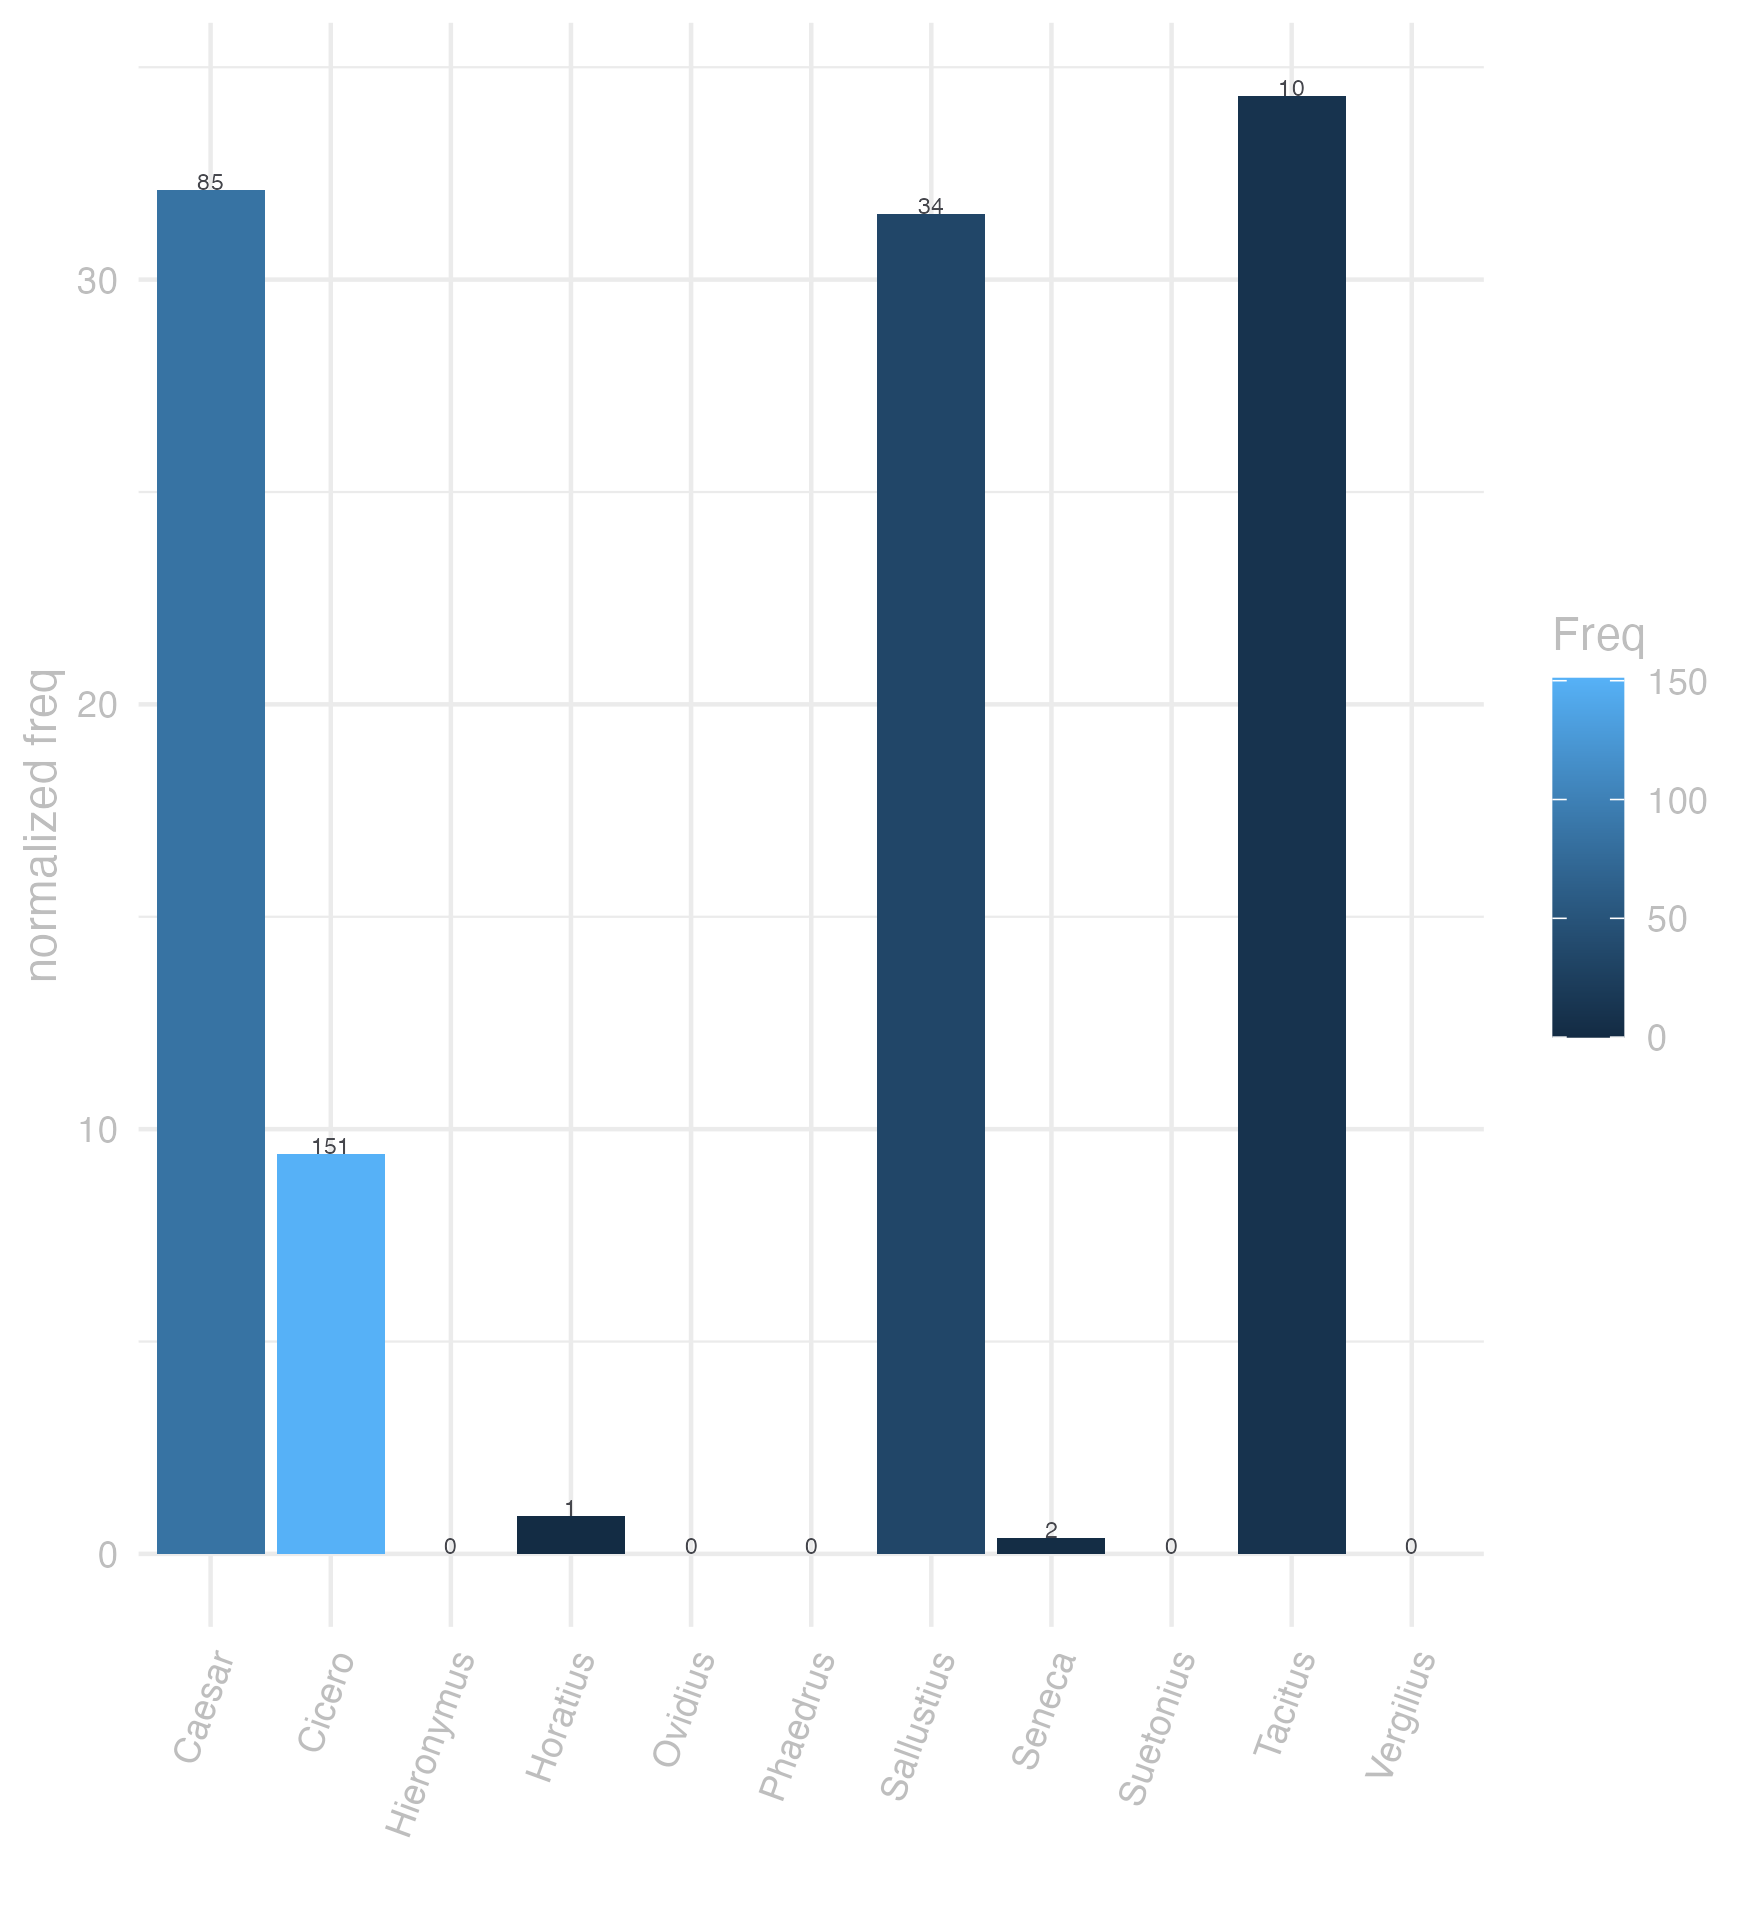 normalized freq
30
20
10
0
85
151
0
1
0
0
34
2
0
10
0
Caesar
Cicero
Hieronymus
Horatius
Ovidius
Phaedrus
Sallustius
Seneca
Suetonius
Tacitus
Vergilius
Freq
150
100
50
0